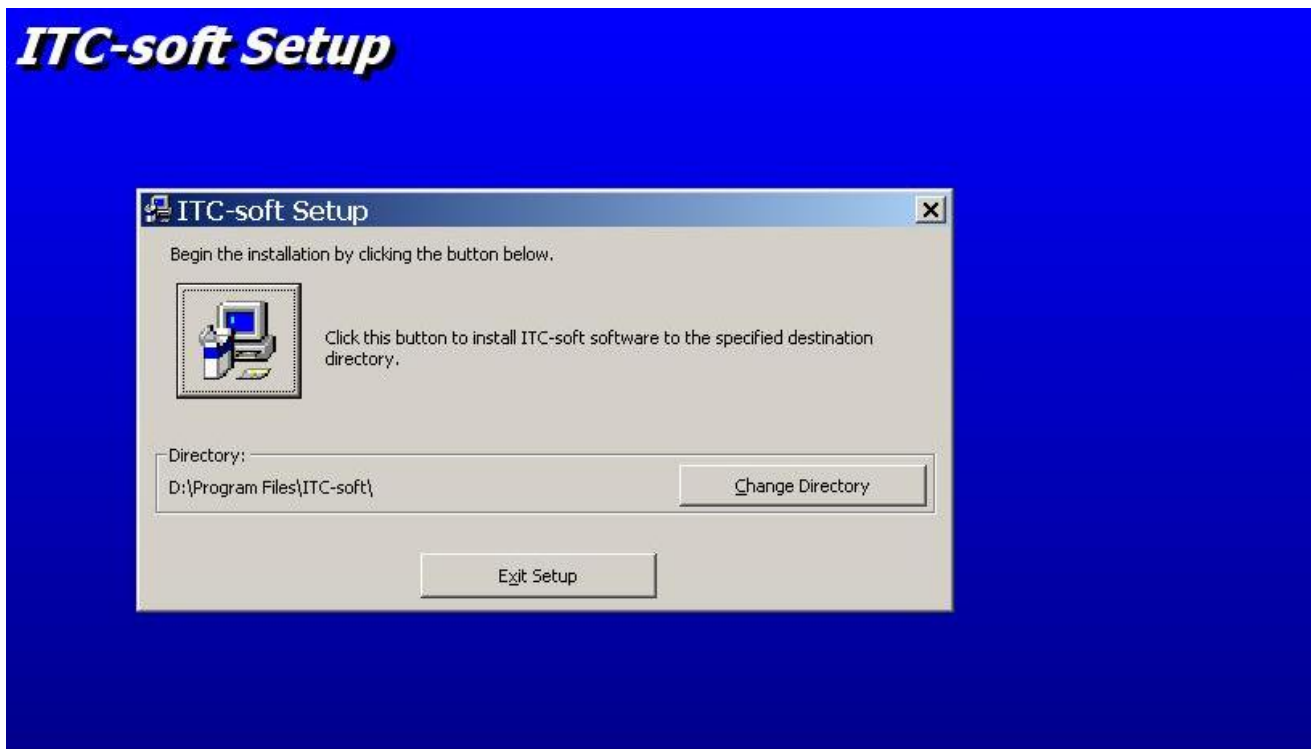 ITC-soft Setup
ITC-soft Setup
Begin the installation by clicking the button below.
Click this button to install ITC-soft software to the specified destination
directory.
Directory:
D:\Program Files\ITC-soft\
Change Directory
Exit Setup